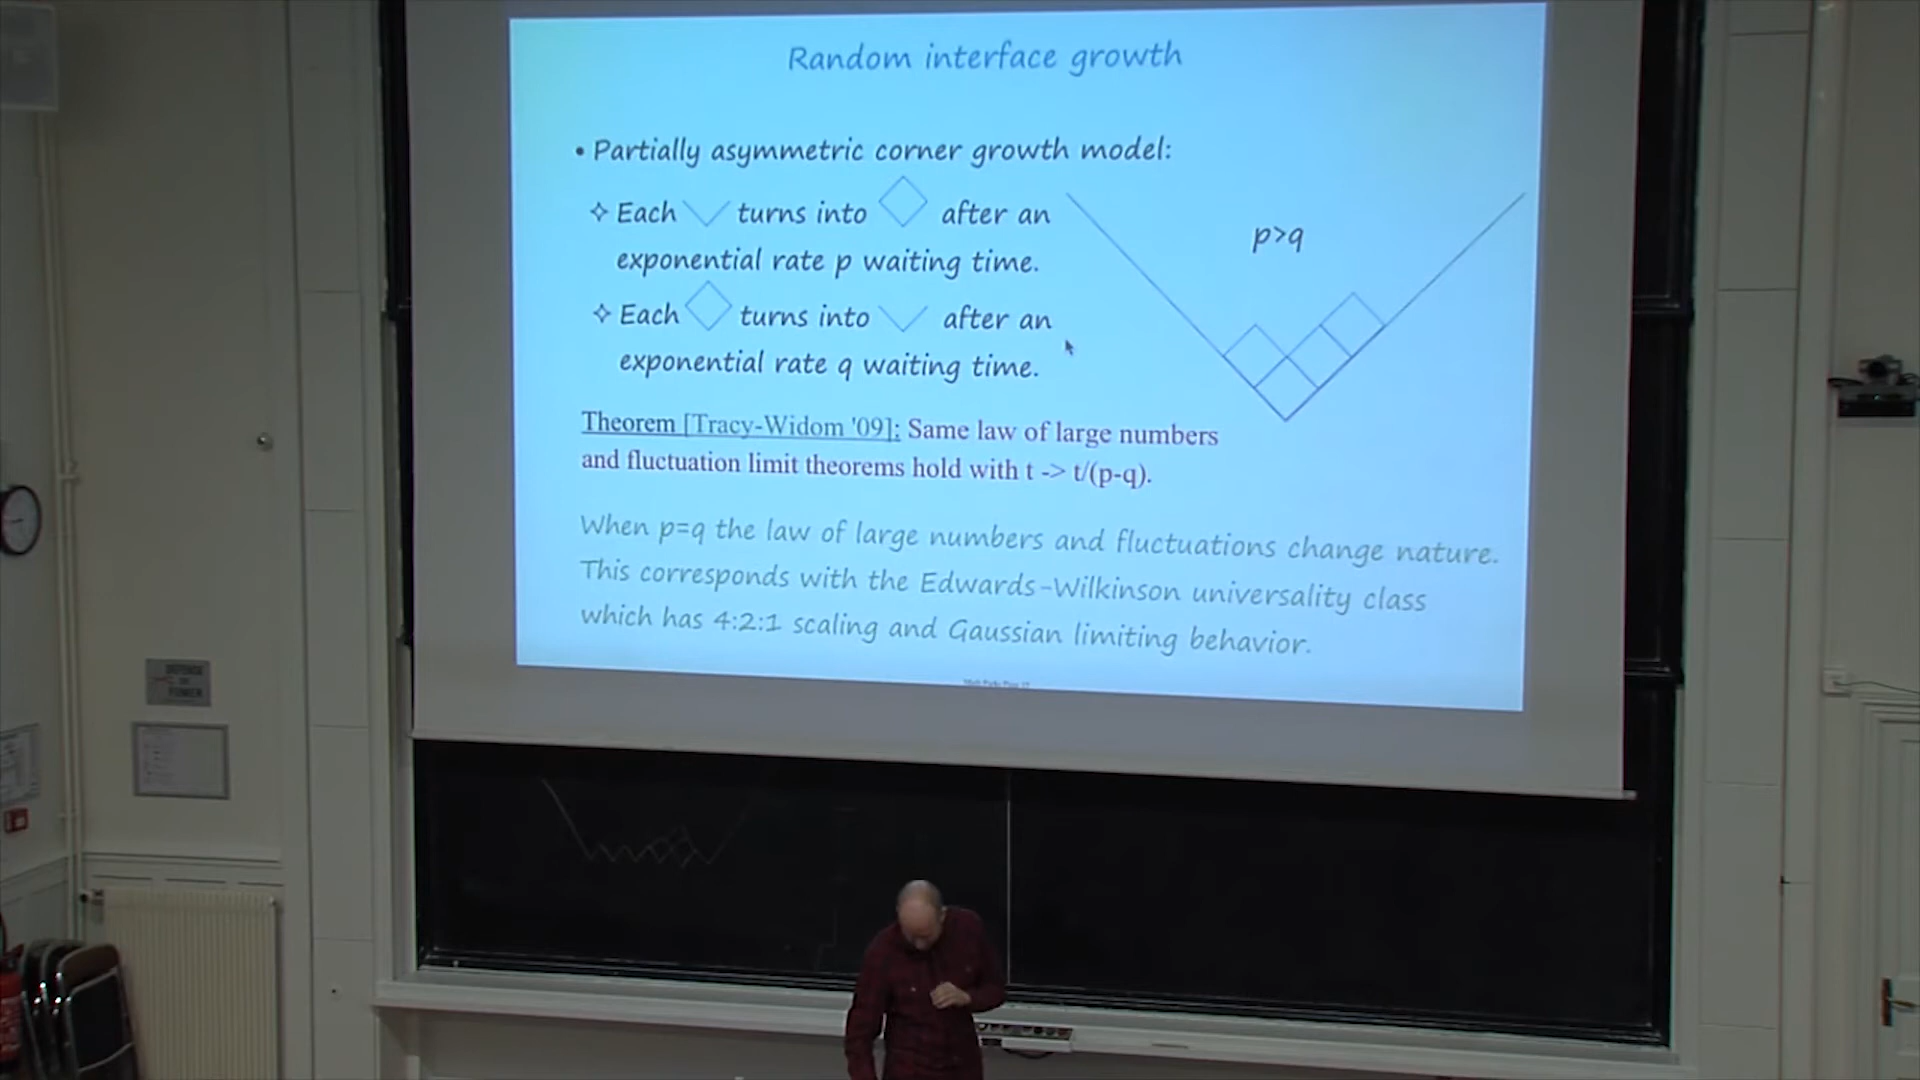 Random interface growth
• Partially asymmetric corner growth model:
✧ Each turns into after an
exponential rate p waiting time.
✧ Each turns into after an
exponential rate q waiting time.
p>q
Theorem [Tracy-Widom '09]: Same law of large numbers
and fluctuation limit theorems hold with t -> t/(p-q).
When p=q the law of large numbers and fluctuations change nature.
This corresponds with the Edwards-Wilkinson universality class
which has 4:2:1 scaling and Gaussian limiting behavior.
DEFENSE
DE
FUMER